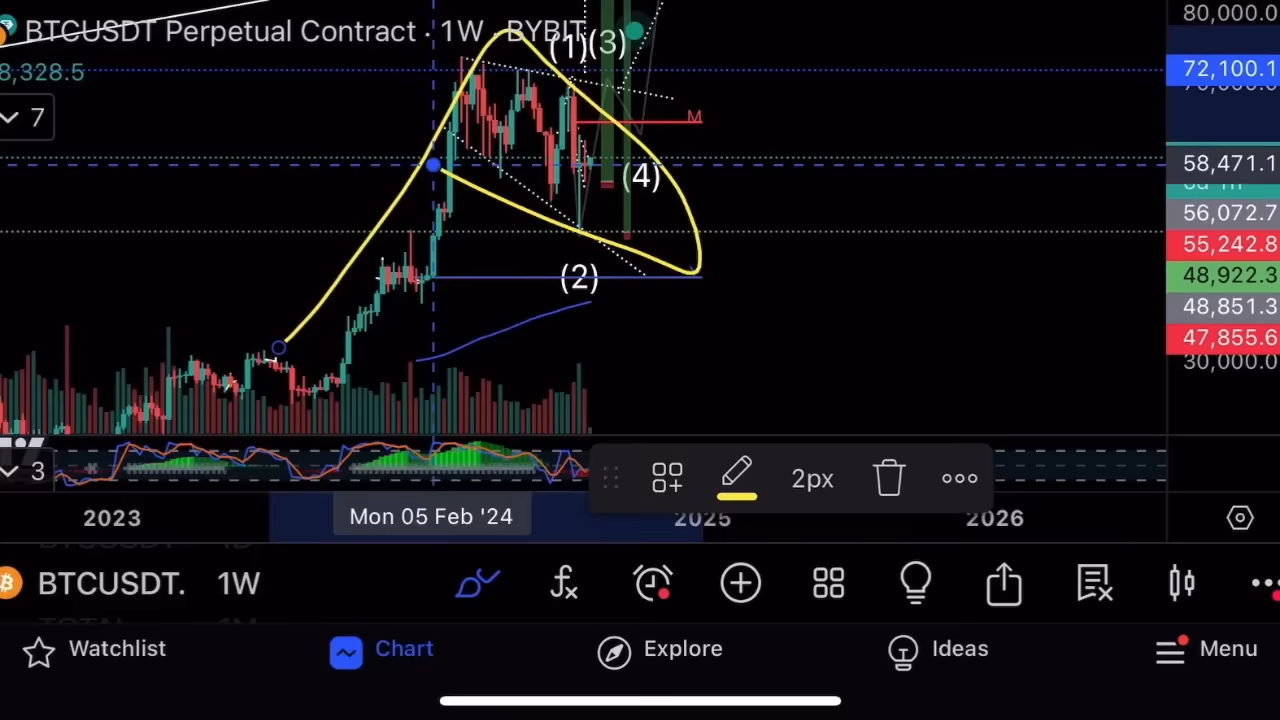 80,000.0
BTCUSDT Perpetual Contract · 1W · BYBIT
(1)(3)
72,100.1
8,328.5
7
M
58,471.1
(4)
56,072.7
55,242.8
(2)
48,922.3
48,851.3
47,855.6
30,000.0
3
2px
2023
Mon 05 Feb '24
2025
2026
BTCUSDT. 1W
Watchlist
Chart
Explore
Ideas
Menu